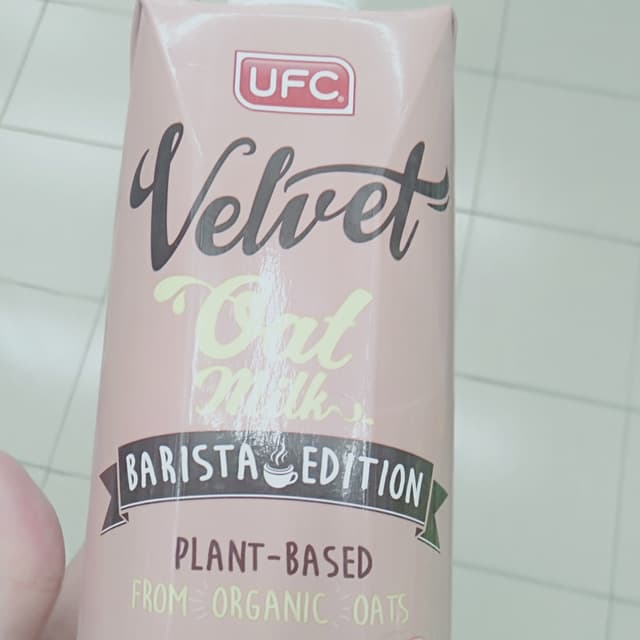 UFC
Velvet
Oat
Milk
BARISTA EDITION
PLANT-BASED
FROM ORGANIC OATS